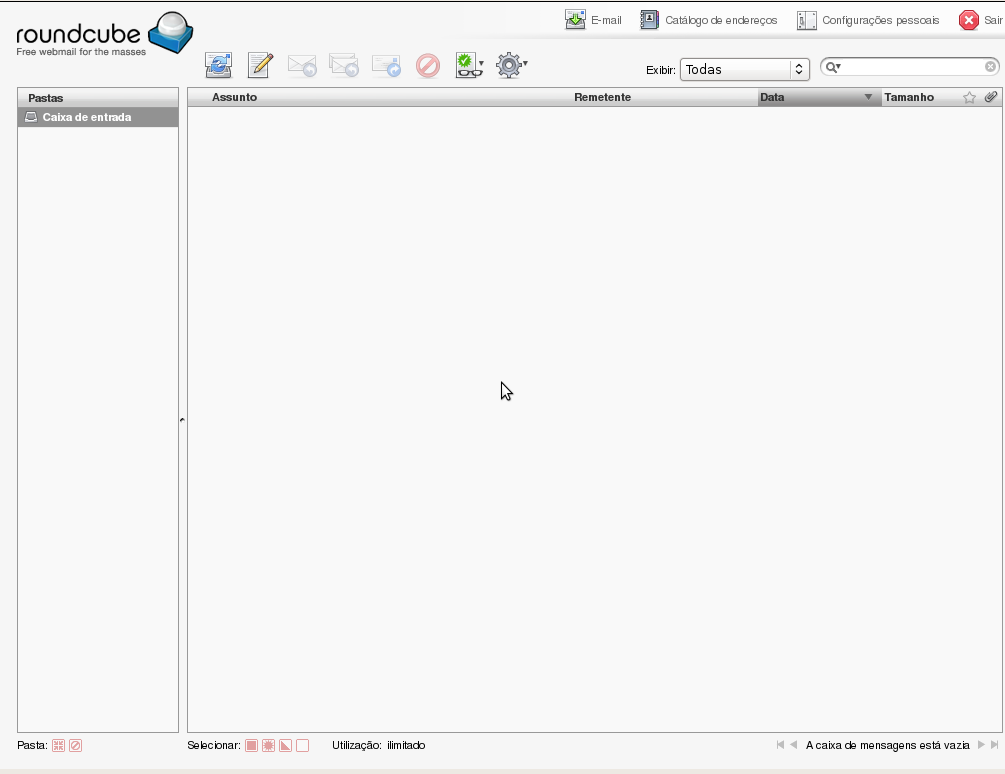 roundcube
Free webmail for the masses
E-mail
Catálogo de endereços
Configurações pessoais
Sair
Exibir: Todas
Pastas
Assunto
Remetente
Data
Tamanho
Caixa de entrada
Pasta:
Selecionar:
Utilização: ilimitado
A caixa de mensagens está vazia